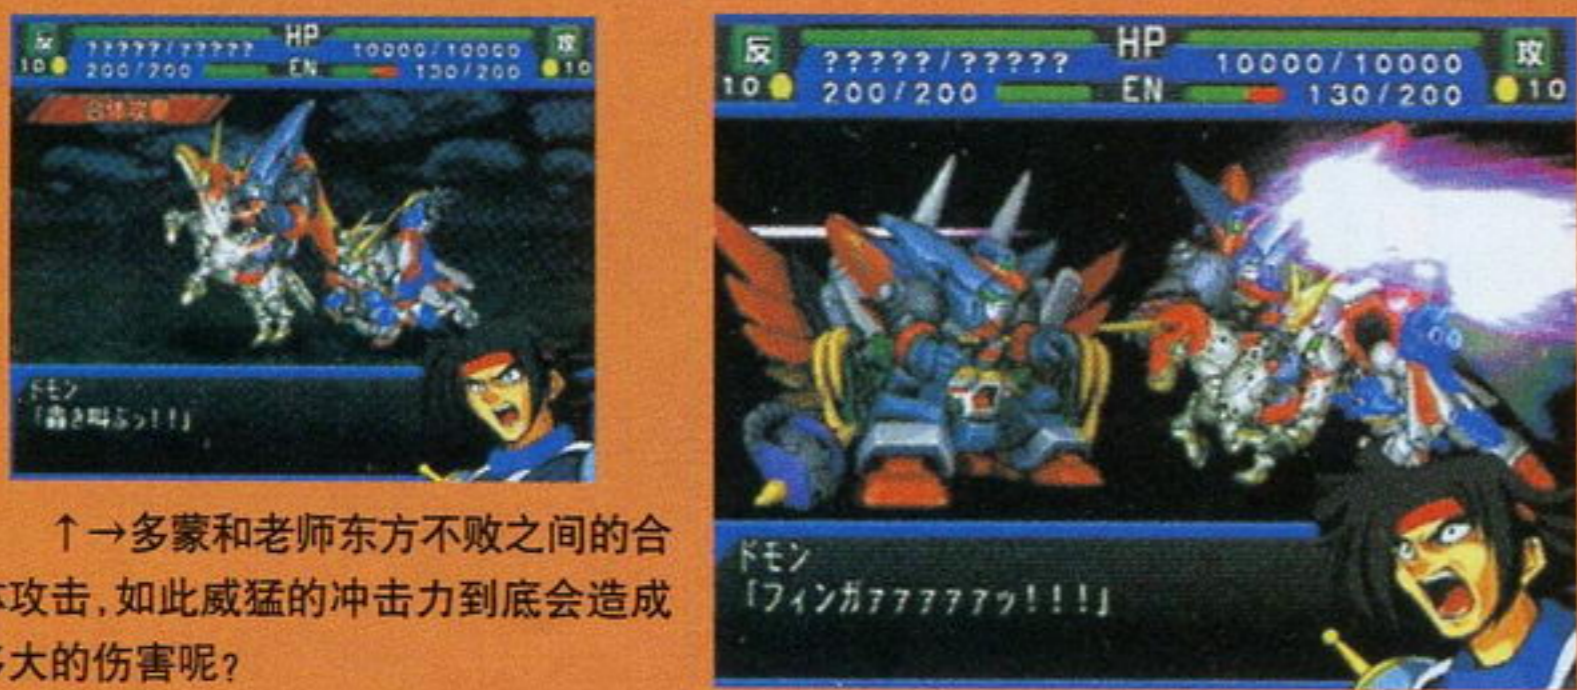 反
HP
攻
?????/?????
10000/10000
10
200/200
EN
130/200
10
合体攻撃
ドモン
「轟き叫ぶっ!!」
↑→多蒙和老师东方不败之间的合
体攻击,如此威猛的冲击力到底会造成
多大的伤害呢?
反
HP
攻
?????/?????
10000/10000
10
200/200
EN
130/200
10
ドモン
「フィンガァァァァァッ!!!」